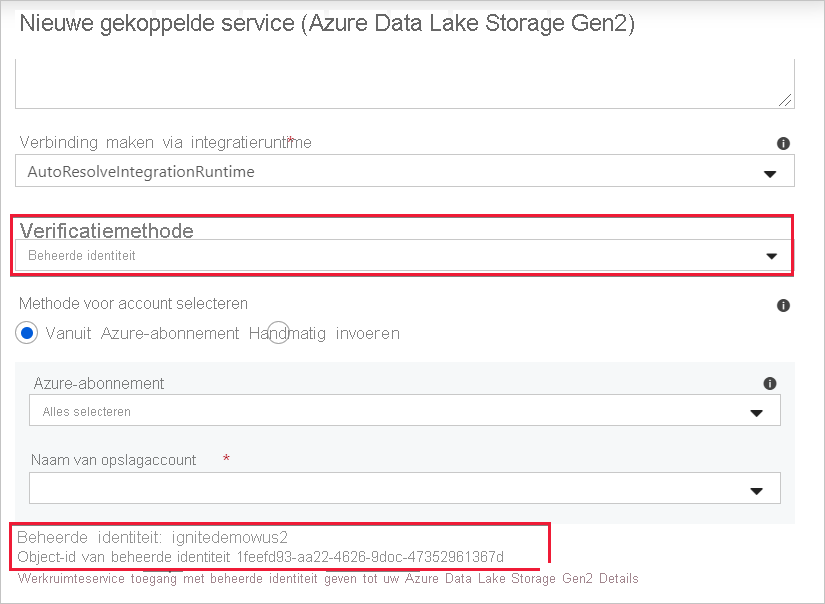 Nieuwe gekoppelde service (Azure Data Lake Storage Gen2)
Verbinding maken via integratieruntime *
AutoResolveIntegrationRuntime
Verificatiemethode
Beheerde identiteit
Methode voor account selecteren
Vanuit Azure-abonnement Handmatig invoeren
Azure-abonnement
Alles selecteren
Naam van opslagaccount *
Beheerde identiteit: ignitedemowus2
Object-id van beheerde identiteit 1feefd93-aa22-4626-9doc-47352961367d
Werkruimteservice toegang met beheerde identiteit geven tot uw Azure Data Lake Storage Gen2 Details